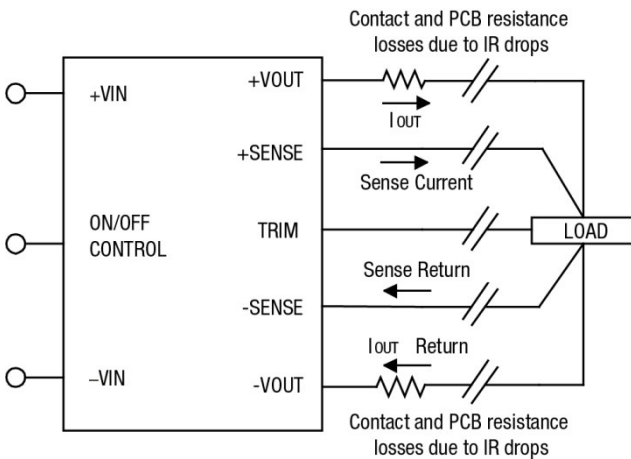 Contact and PCB resistance
losses due to IR drops
+VOUT
+VIN
IOUT
+SENSE
Sense Current
ON/OFF
CONTROL
TRIM
LOAD
Sense Return
-SENSE
IOUT Return
–VIN
-VOUT
Contact and PCB resistance
losses due to IR drops